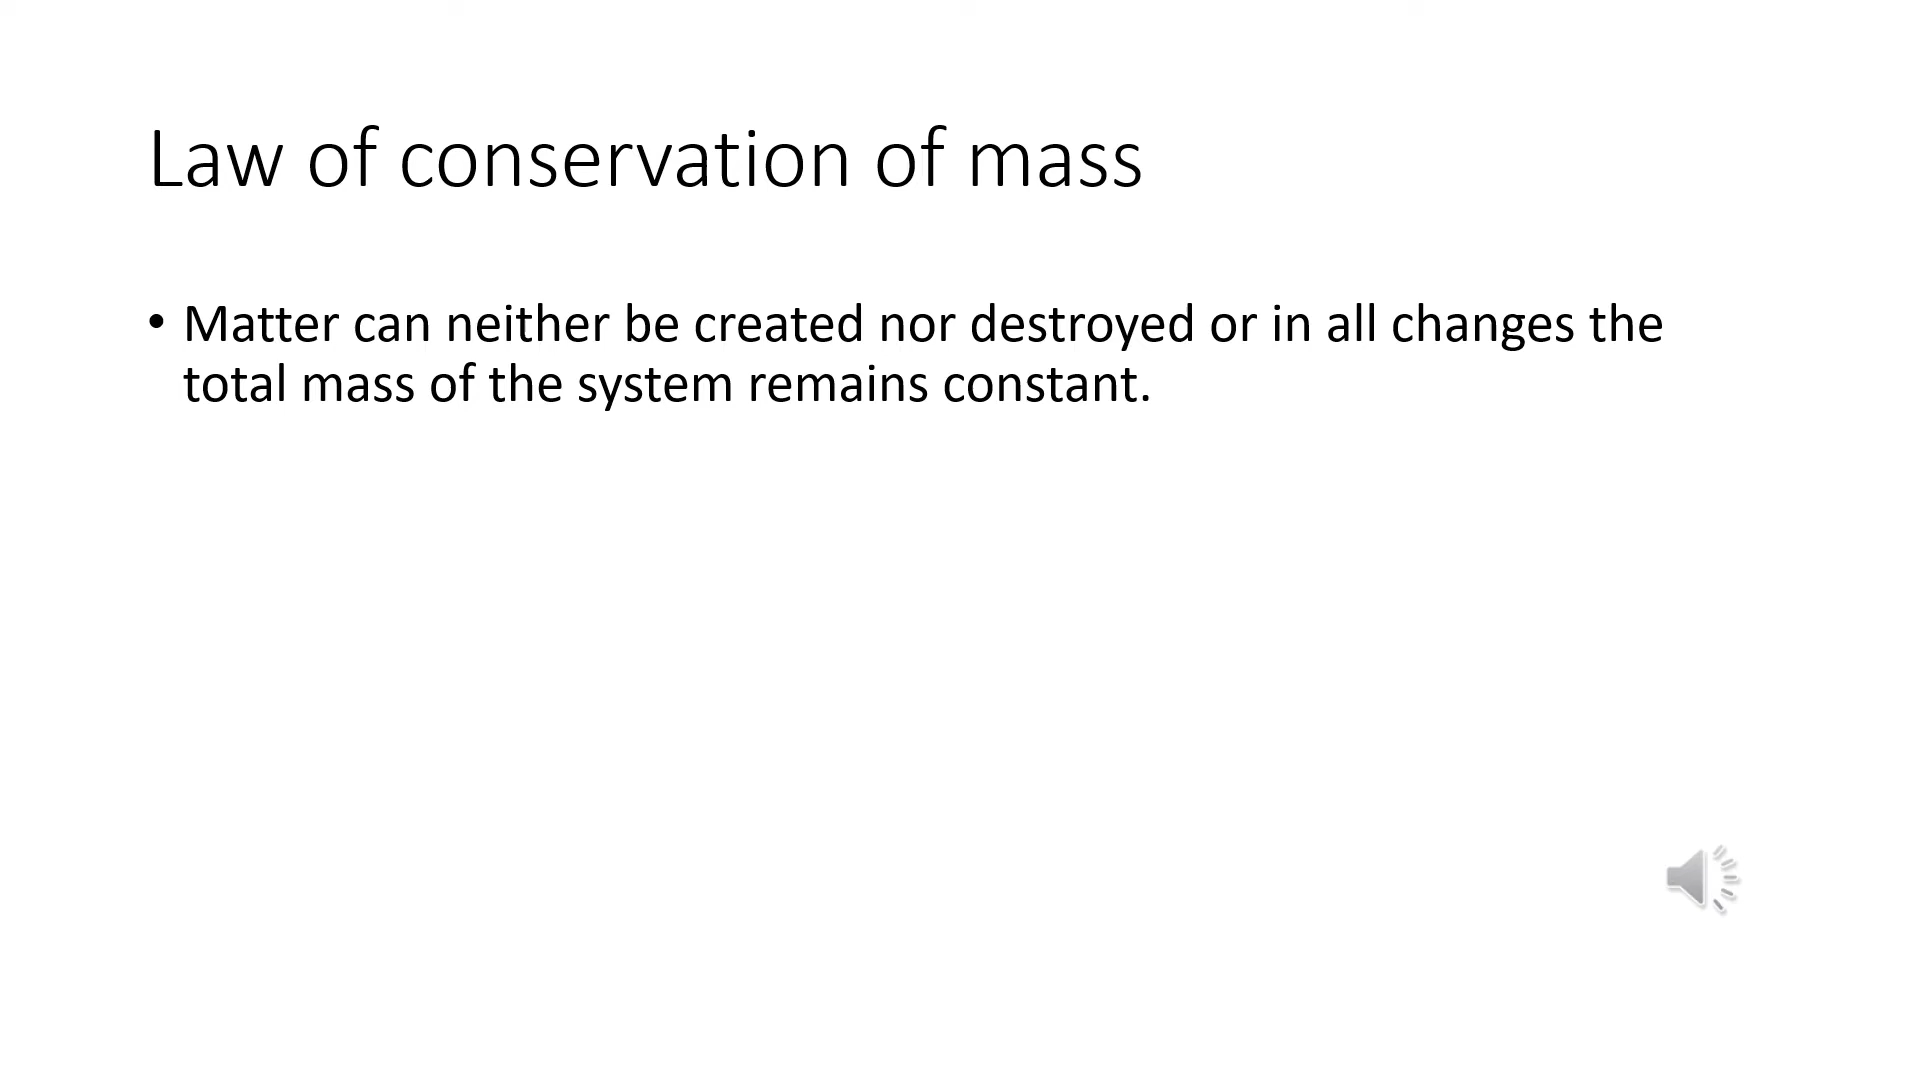 Law of conservation of mass
• Matter can neither be created nor destroyed or in all changes the
total mass of the system remains constant.